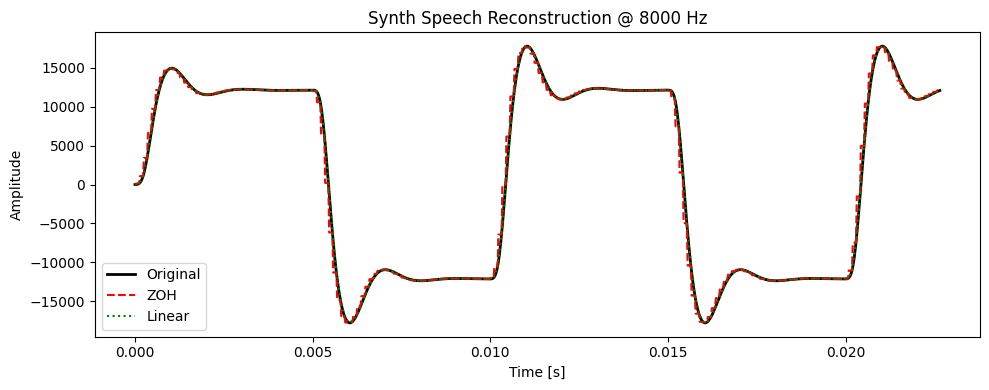 Synth Speech Reconstruction @ 8000 Hz
Amplitude
15000
10000
5000
0
−5000
−10000
−15000
Original
ZOH
Linear
0.000
0.005
0.010
0.015
0.020
Time [s]